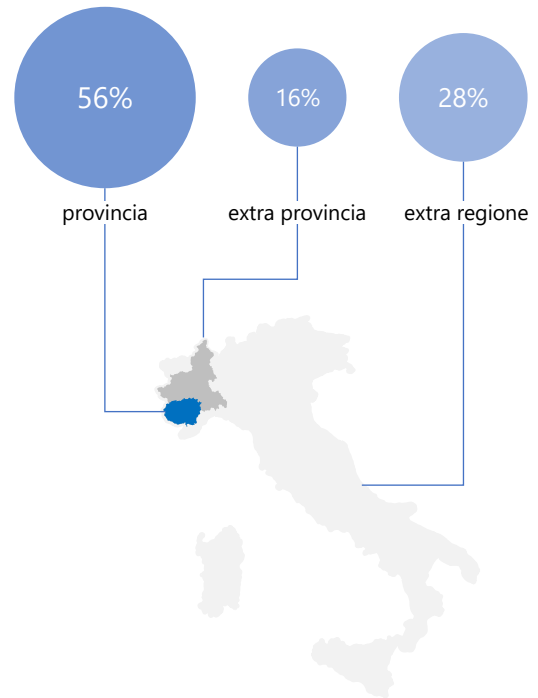 56%
16%
28%
provincia
extra provincia
extra regione